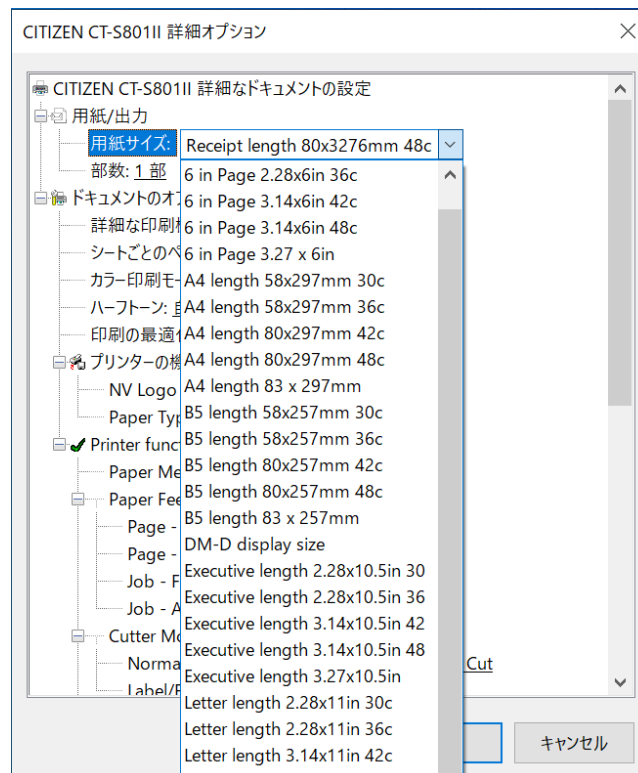 CITIZEN CT-S801II 詳細オプション
CITIZEN CT-S801II 詳細なドキュメントの設定
用紙/出力
用紙サイズ: Receipt length 80x3276mm 48c
部数: 1 部
ドキュメントのオ
詳細な印刷
シートごとのペ
カラー印刷モー
ハーフトーン:
印刷の最適
プリンターの機
NV Logo
Paper Typ
Printer func
Paper Me
Paper Fee
Page -
Page -
Job - F
Job - A
Cutter Mo
Norma
Cut
Label/
6 in Page 2.28x6in 36c
6 in Page 3.14x6in 42c
6 in Page 3.14x6in 48c
6 in Page 3.27 x 6in
A4 length 58x297mm 30c
A4 length 58x297mm 36c
A4 length 80x297mm 42c
A4 length 80x297mm 48c
A4 length 83 x 297mm
B5 length 58x257mm 30c
B5 length 58x257mm 36c
B5 length 80x257mm 42c
B5 length 80x257mm 48c
B5 length 83 x 257mm
DM-D display size
Executive length 2.28x10.5in 30
Executive length 2.28x10.5in 36
Executive length 3.14x10.5in 42
Executive length 3.14x10.5in 48
Executive length 3.27x10.5in
Letter length 2.28x11in 30c
Letter length 2.28x11in 36c
Letter length 3.14x11in 42c
キャンセル